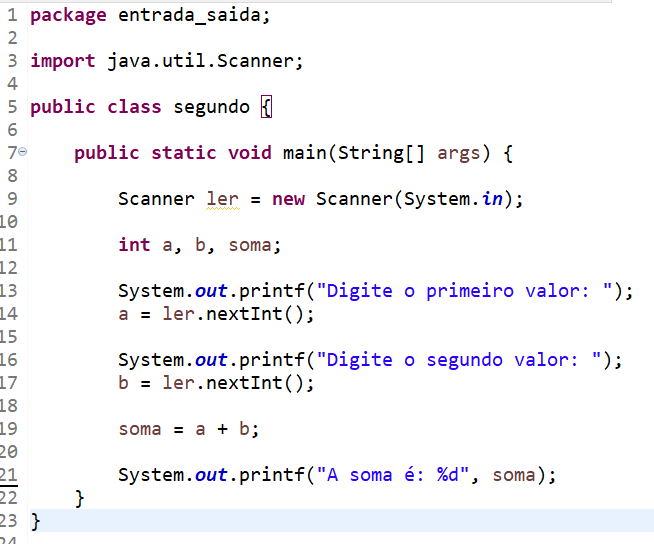 1 package entrada_saida;
2
3 import java.util.Scanner;
4
5 public class segundo {
6
7 public static void main(String[] args) {
8
9 Scanner ler = new Scanner(System.in);
10
11 int a, b, soma;
12
13 System.out.printf("Digite o primeiro valor: ");
14 a = ler.nextInt();
15
16 System.out.printf("Digite o segundo valor: ");
17 b = ler.nextInt();
18
19 soma = a + b;
20
21 System.out.printf("A soma é: %d", soma);
22 }
23 }
24